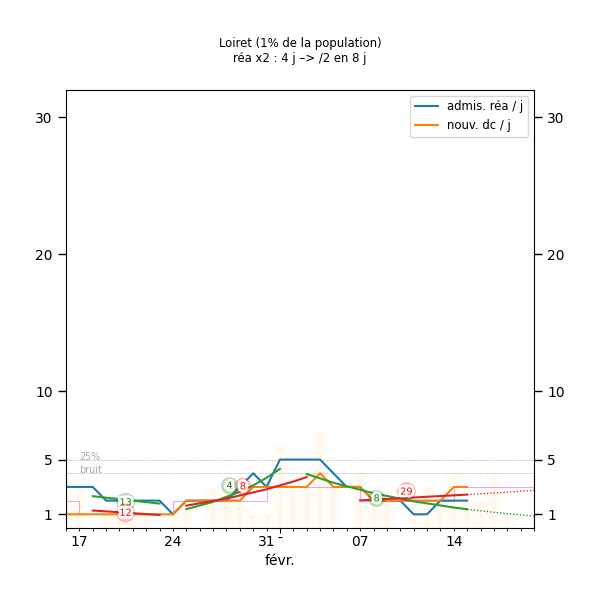 Loiret (1% de la population)
réa x2 : 4 j –> /2 en 8 j
admis. réa / j
nouv. dc / j
30 30
20 20
10 10
5 5
25%
bruit
4 8
29
13
8
12
1 1
17 24 31 - 07 14
févr.